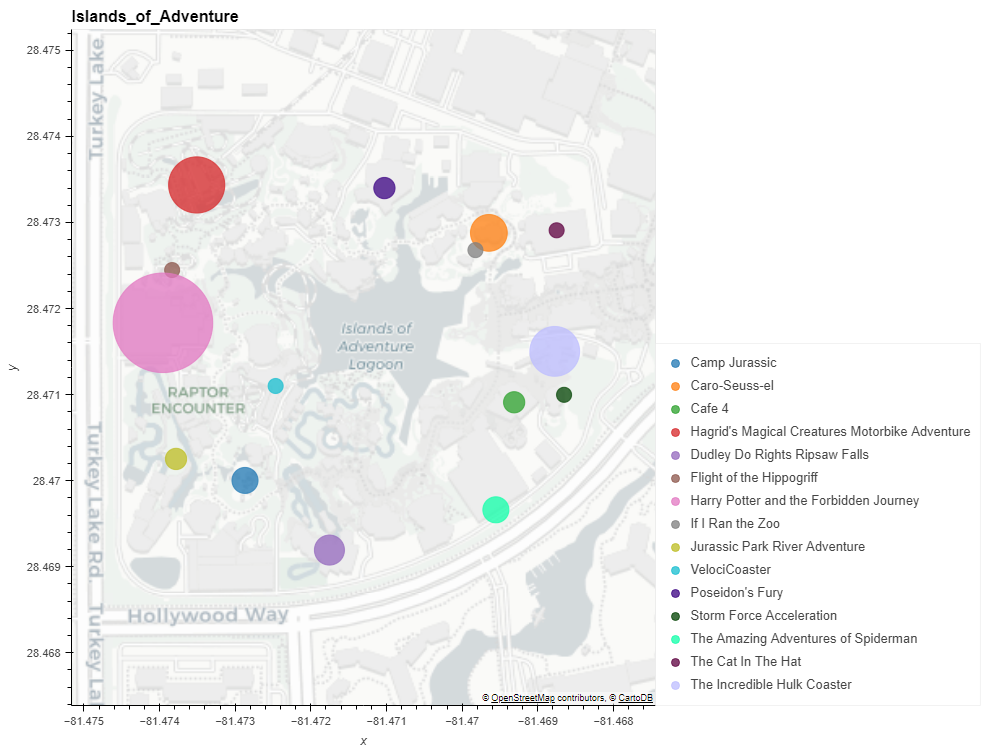 Islands_of_Adventure
28.475
28.474
28.473
28.472
28.471
28.47
28.469
28.468
y
Turkey Lake
Turkey Lake Rd
Turkey La
Islands of
Adventure
Lagoon
RAPTOR
ENCOUNTER
Hollywood Way
© OpenStreetMap contributors, © CartoDB
−81.475
−81.474
−81.473
−81.472
−81.471
−81.47
−81.469
−81.468
x
Camp Jurassic
Caro-Seuss-el
Cafe 4
Hagrid's Magical Creatures Motorbike Adventure
Dudley Do Rights Ripsaw Falls
Flight of the Hippogriff
Harry Potter and the Forbidden Journey
If I Ran the Zoo
Jurassic Park River Adventure
VelociCoaster
Poseidon's Fury
Storm Force Acceleration
The Amazing Adventures of Spiderman
The Cat In The Hat
The Incredible Hulk Coaster